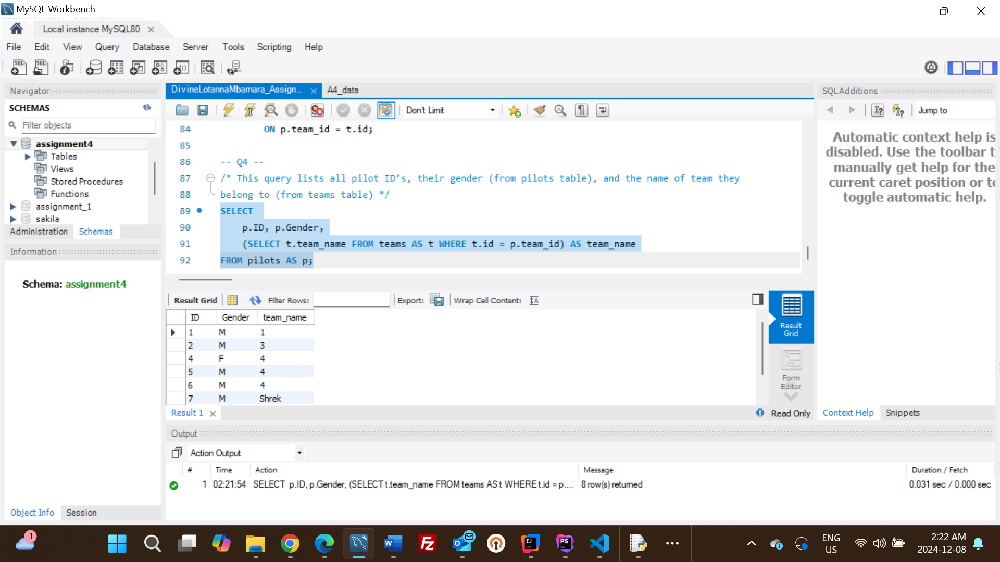 MySQL Workbench
Local instance MySQL80
File Edit View Query Database Server Tools Scripting Help
Navigator
SCHEMAS
Filter objects
assignment4
Tables
Views
Stored Procedures
Functions
assignment_1
sakila
Administration Schemas
Information
Schema: assignment4
Object Info Session
DivineLotannaMbamara_Assign... A4_data
Don't Limit
84 ON p.team_id = t.id;
85
86 -- Q4 --
87 /* This query lists all pilot ID’s, their gender (from pilots table), and the name of team they
88 belong to (from teams table) */
89 SELECT
90 p.ID, p.Gender,
91 (SELECT t.team_name FROM teams AS t WHERE t.id = p.team_id) AS team_name
92 FROM pilots AS p;
Result Grid Filter Rows: Export: Wrap Cell Content:
ID Gender team_name
1 M 1
2 M 3
4 F 4
5 M 4
6 M 4
7 M Shrek
Result Grid
Form Editor
Result 1 Read Only
SQLAdditions
Jump to
Automatic context help is
disabled. Use the toolbar t
manually get help for the
current caret position or to
toggle automatic help.
Context Help Snippets
Output
Action Output
# Time Action Message Duration / Fetch
1 02:21:54 SELECT p.ID, p.Gender, (SELECT t.team_name FROM teams AS t WHERE t.id = p.... 8 row(s) returned 0.031 sec / 0.000 sec
1
ENG
US
2:22 AM
2024-12-08